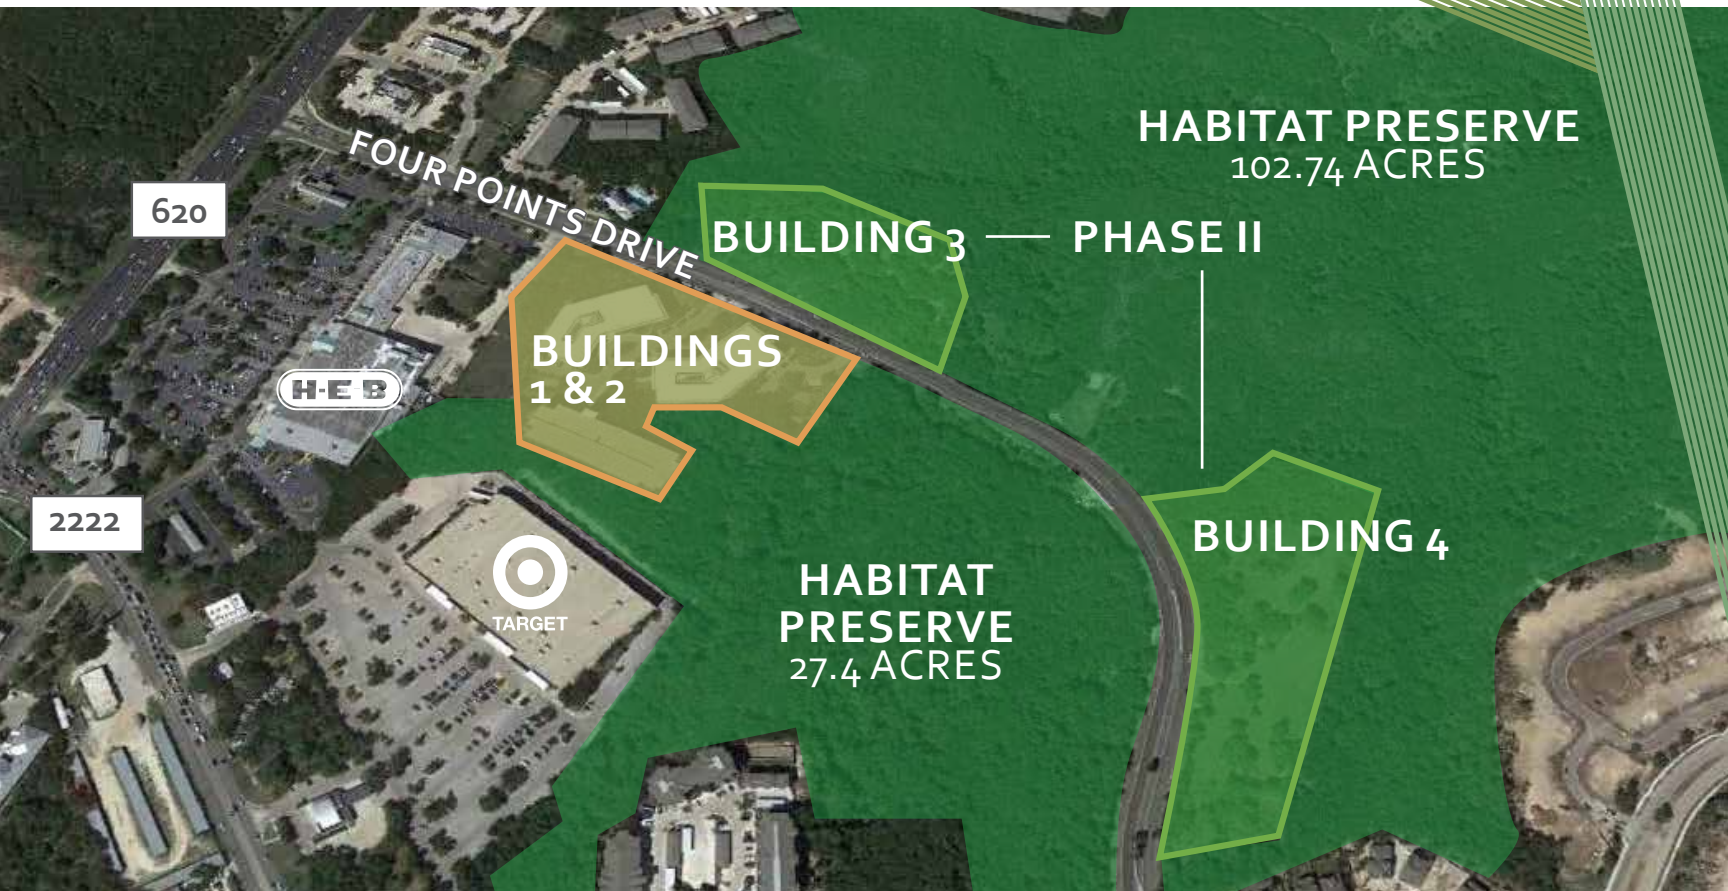 HABITAT PRESERVE
102.74 ACRES
FOUR POINTS DRIVE
620
BUILDING 3
PHASE II
BUILDINGS
1 & 2
H-E-B
2222
BUILDING 4
TARGET
HABITAT
PRESERVE
27.4 ACRES